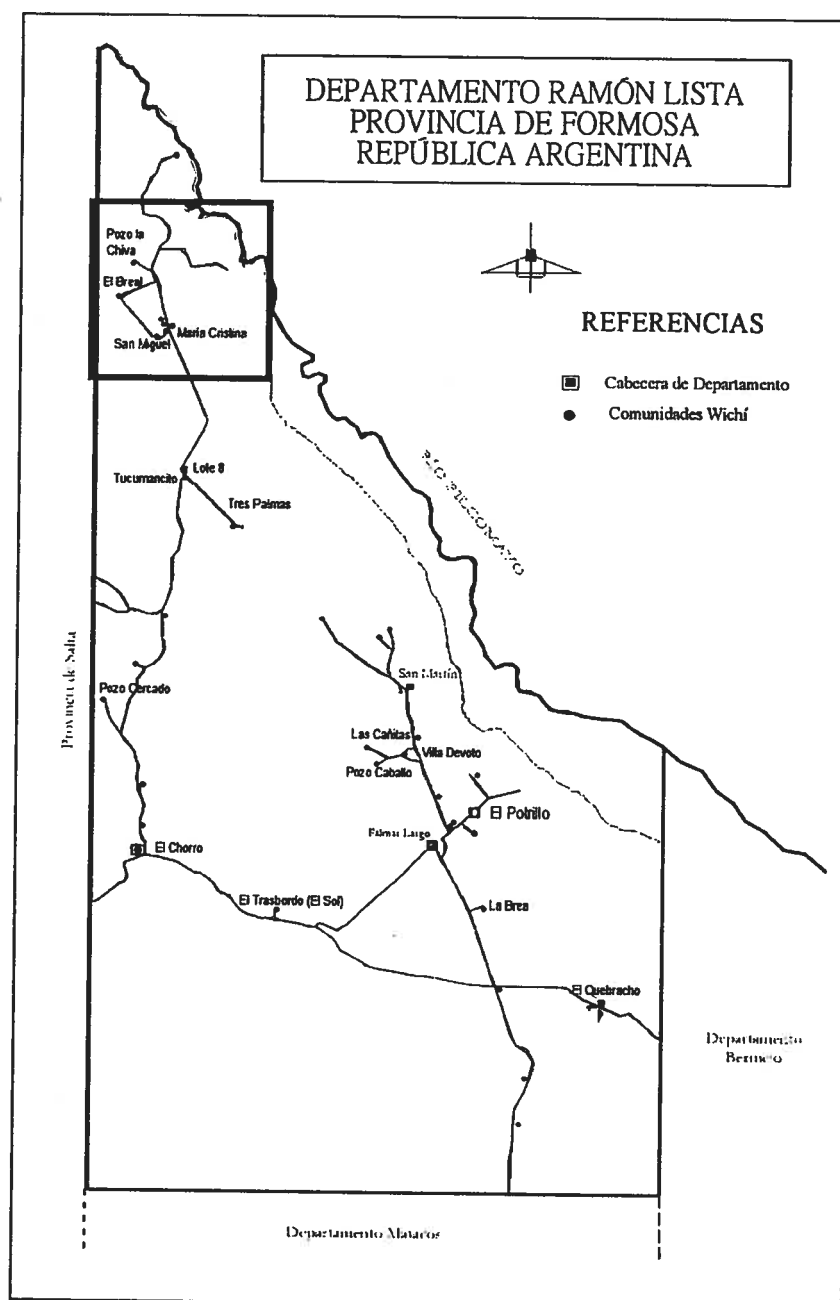 DEPARTAMENTO RAMÓN LISTA
PROVINCIA DE FORMOSA
REPÚBLICA ARGENTINA
Pozo la
Chiva
El Breal
María Cristina
San Miguel
REFERENCIAS
Cabecera de Departamento
Comunidades Wichí
Lote 8
Tucumancito
Tres Palmas
RÍO PILCOMAYO
Provincia de Salta
San Martín
Pozo Cercado
Las Cañitas
Villa Devoto
Pozo Caballo
El Potrillo
Palmar Largo
El Chorro
El Trasbordo (El Sol)
La Brea
El Quebracho
Departamento
Bermejo
Departamento Matacos